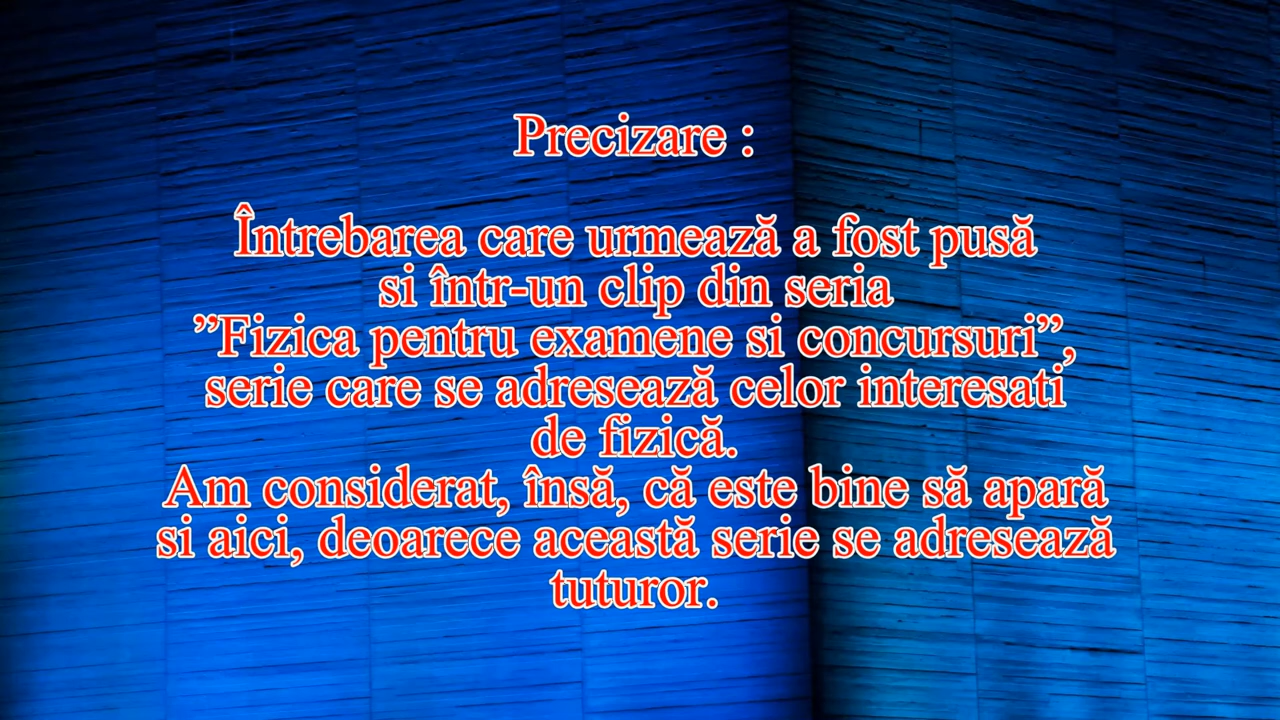 Precizare :
Întrebarea care urmează a fost pusă
si într-un clip din seria
”Fizica pentru examene si concursuri”,
serie care se adresează celor interesati
de fizică.
Am considerat, însă, că este bine să apară
si aici, deoarece această serie se adresează
tuturor.